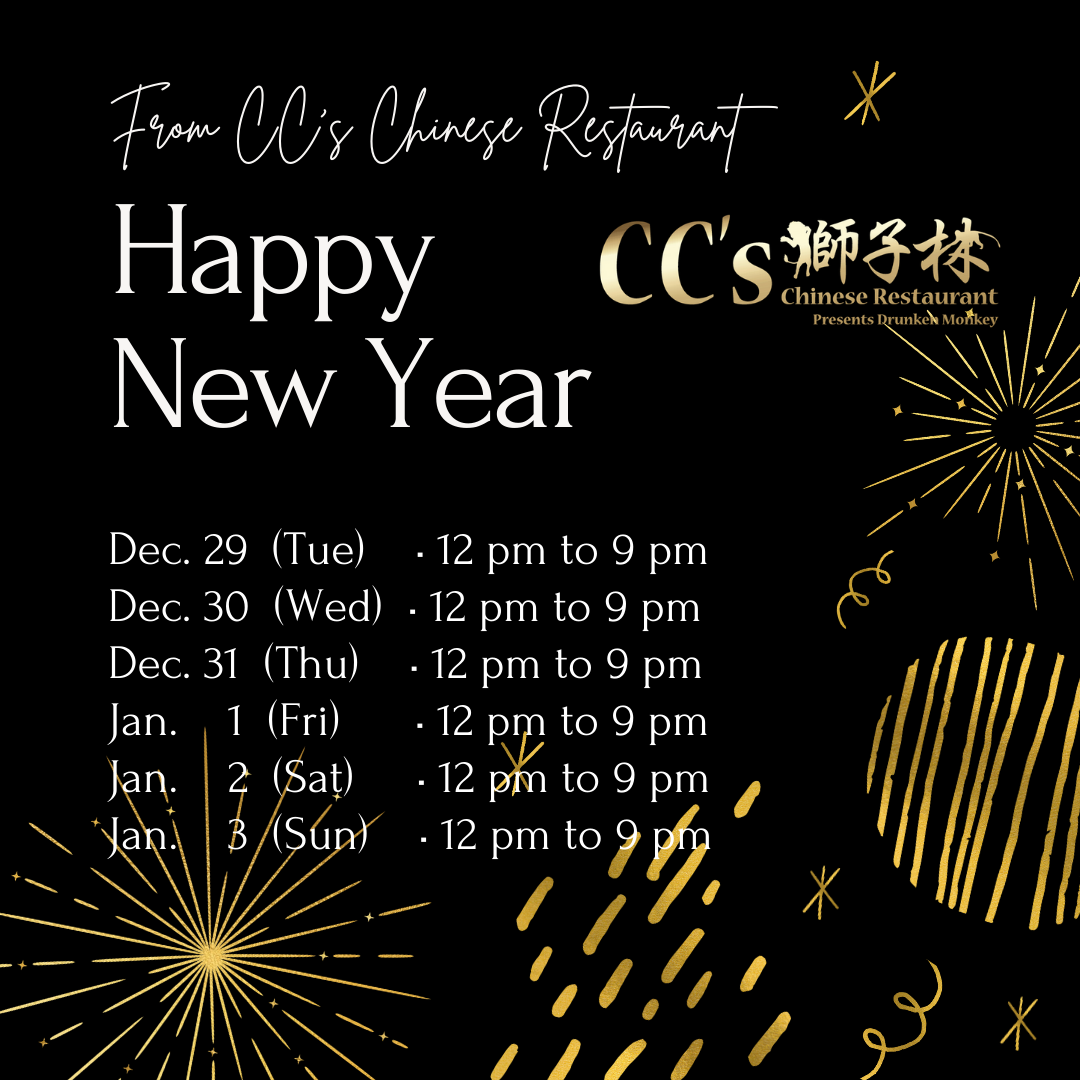 From CC's Chinese Restaurant
Happy
New Year
CC's 獅子林
Chinese Restaurant
Presents Drunken Monkey
Dec. 29 (Tue) · 12 pm to 9 pm
Dec. 30 (Wed) · 12 pm to 9 pm
Dec. 31 (Thu) · 12 pm to 9 pm
Jan. 1 (Fri) · 12 pm to 9 pm
Jan. 2 (Sat) · 12 pm to 9 pm
Jan. 3 (Sun) · 12 pm to 9 pm